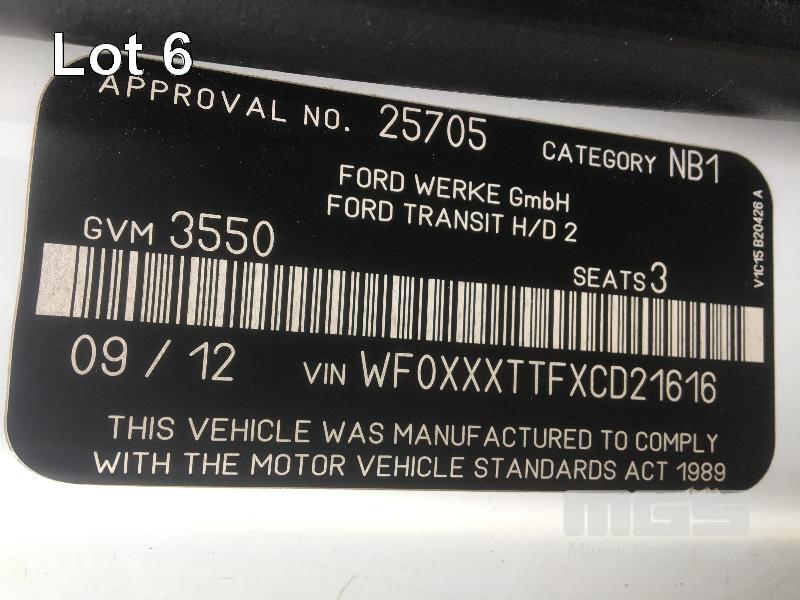 Lot 6
APPROVAL NO. 25705 CATEGORY NB1
FORD WERKE GmbH
FORD TRANSIT H/D 2
GVM 3550 SEATS 3
V1C15 B20426 A
09 / 12 VIN WF0XXXTTFXCD21616
THIS VEHICLE WAS MANUFACTURED TO COMPLY
WITH THE MOTOR VEHICLE STANDARDS ACT 1989
MGS
Mason